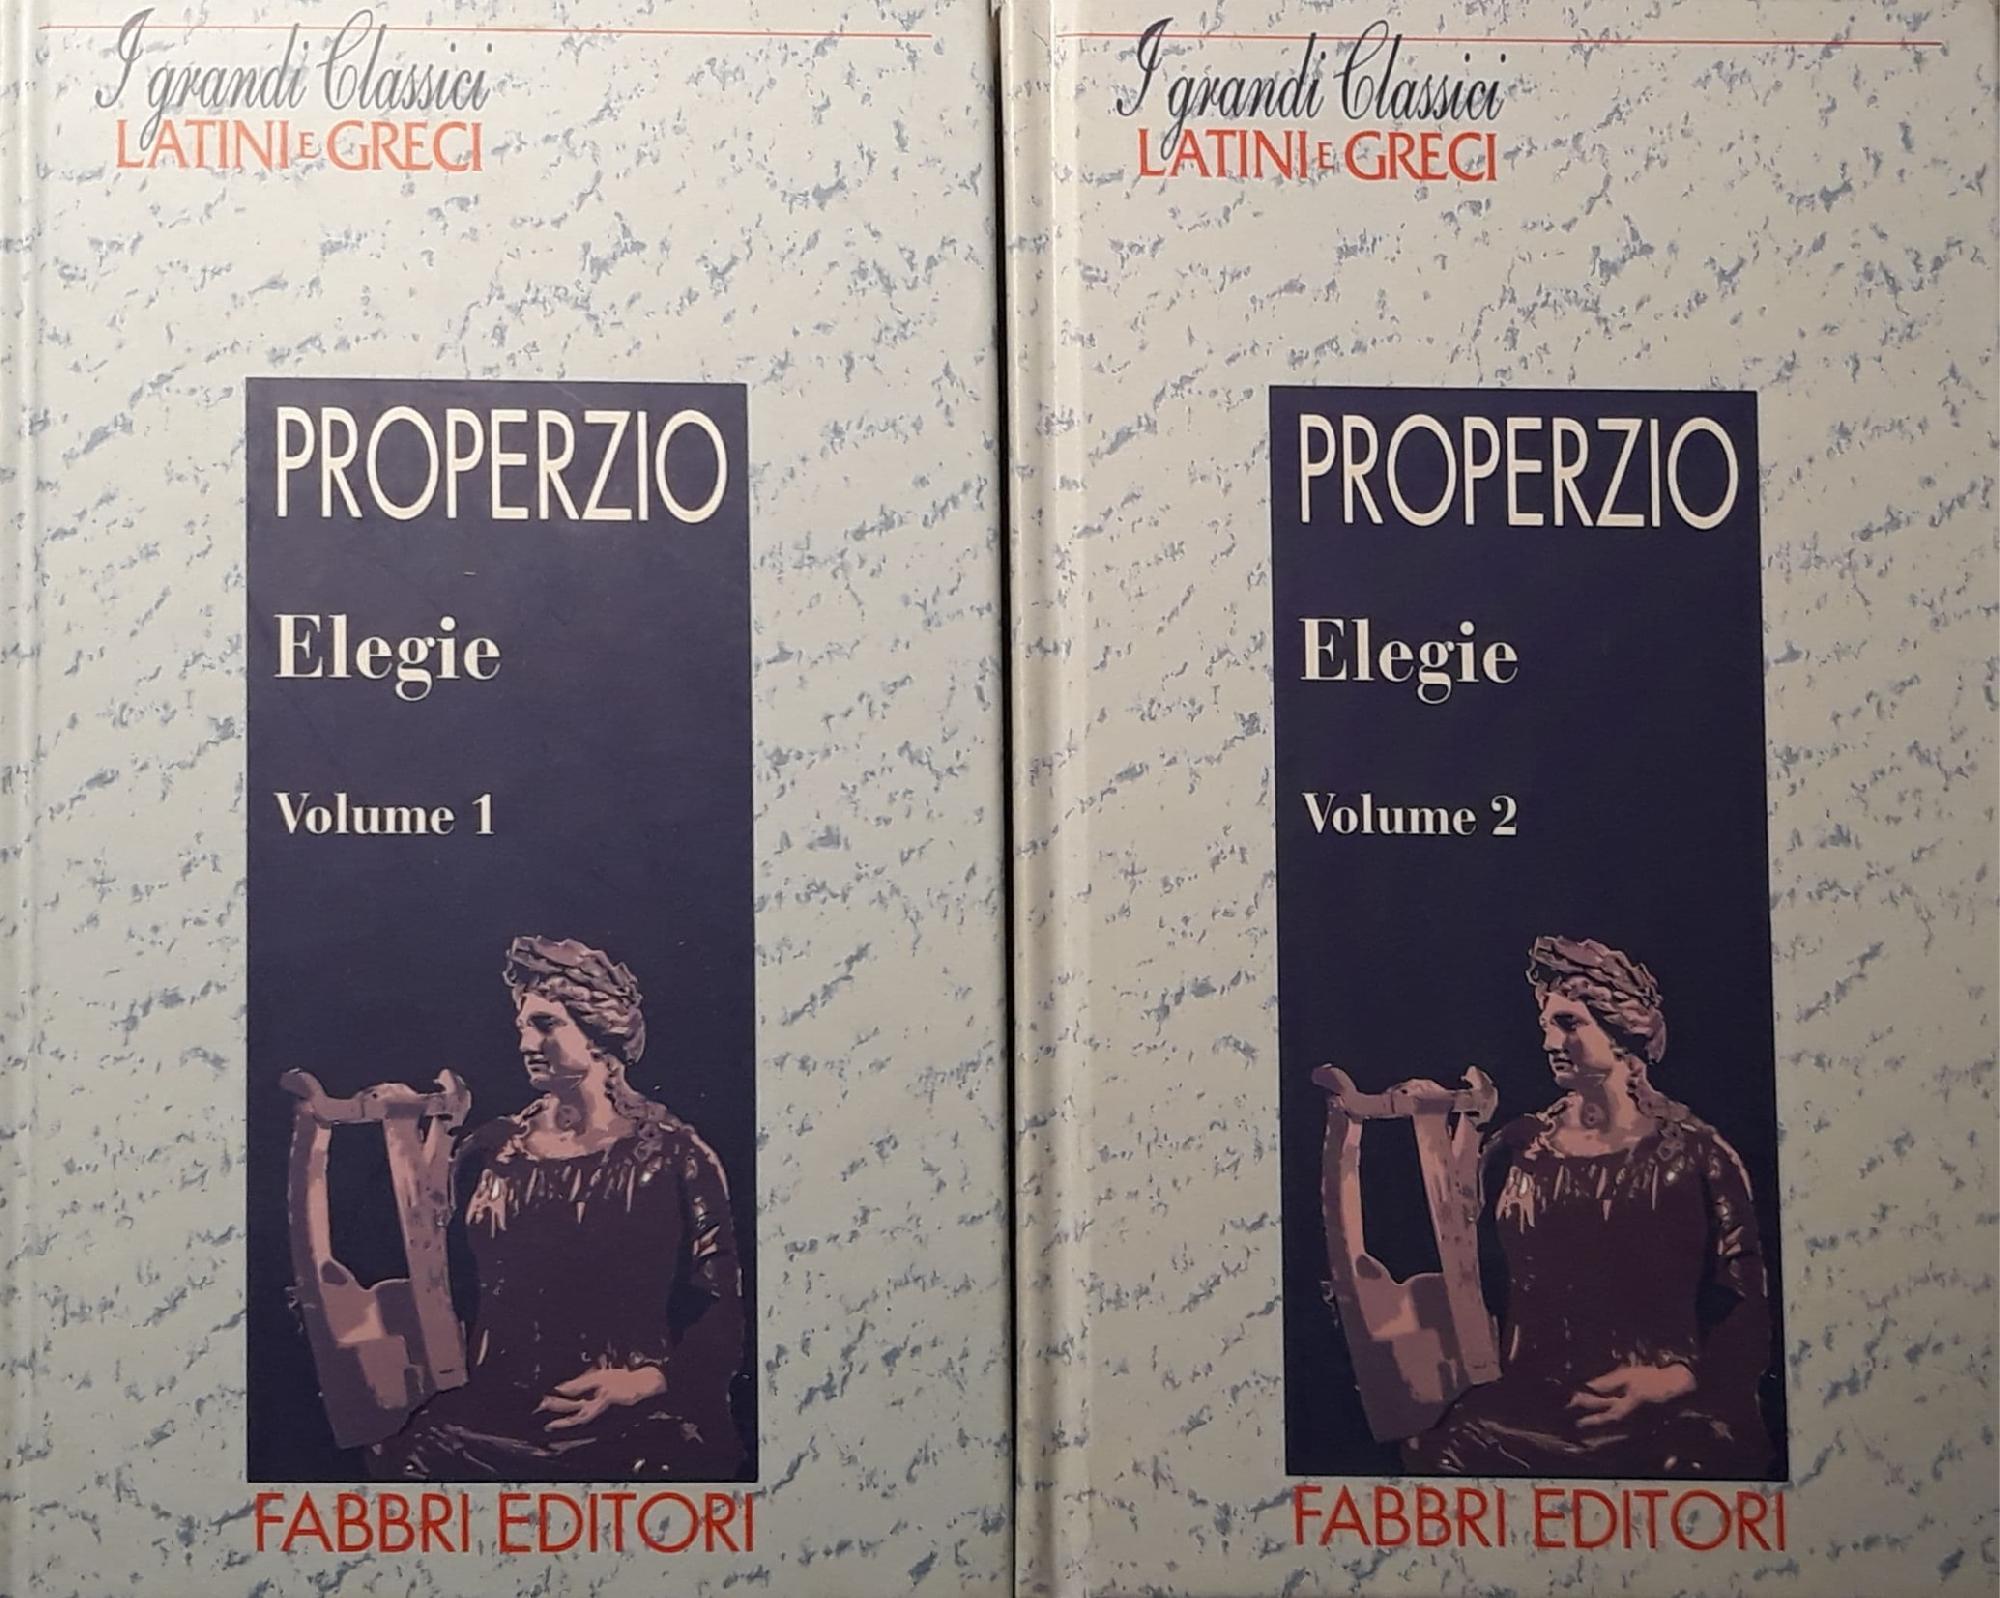 I grandi Classici
LATINI E GRECI
PROPERZIO
Elegie
Volume 1
FABBRI EDITORI
I grandi Classici
LATINI E GRECI
PROPERZIO
Elegie
Volume 2
FABBRI EDITORI